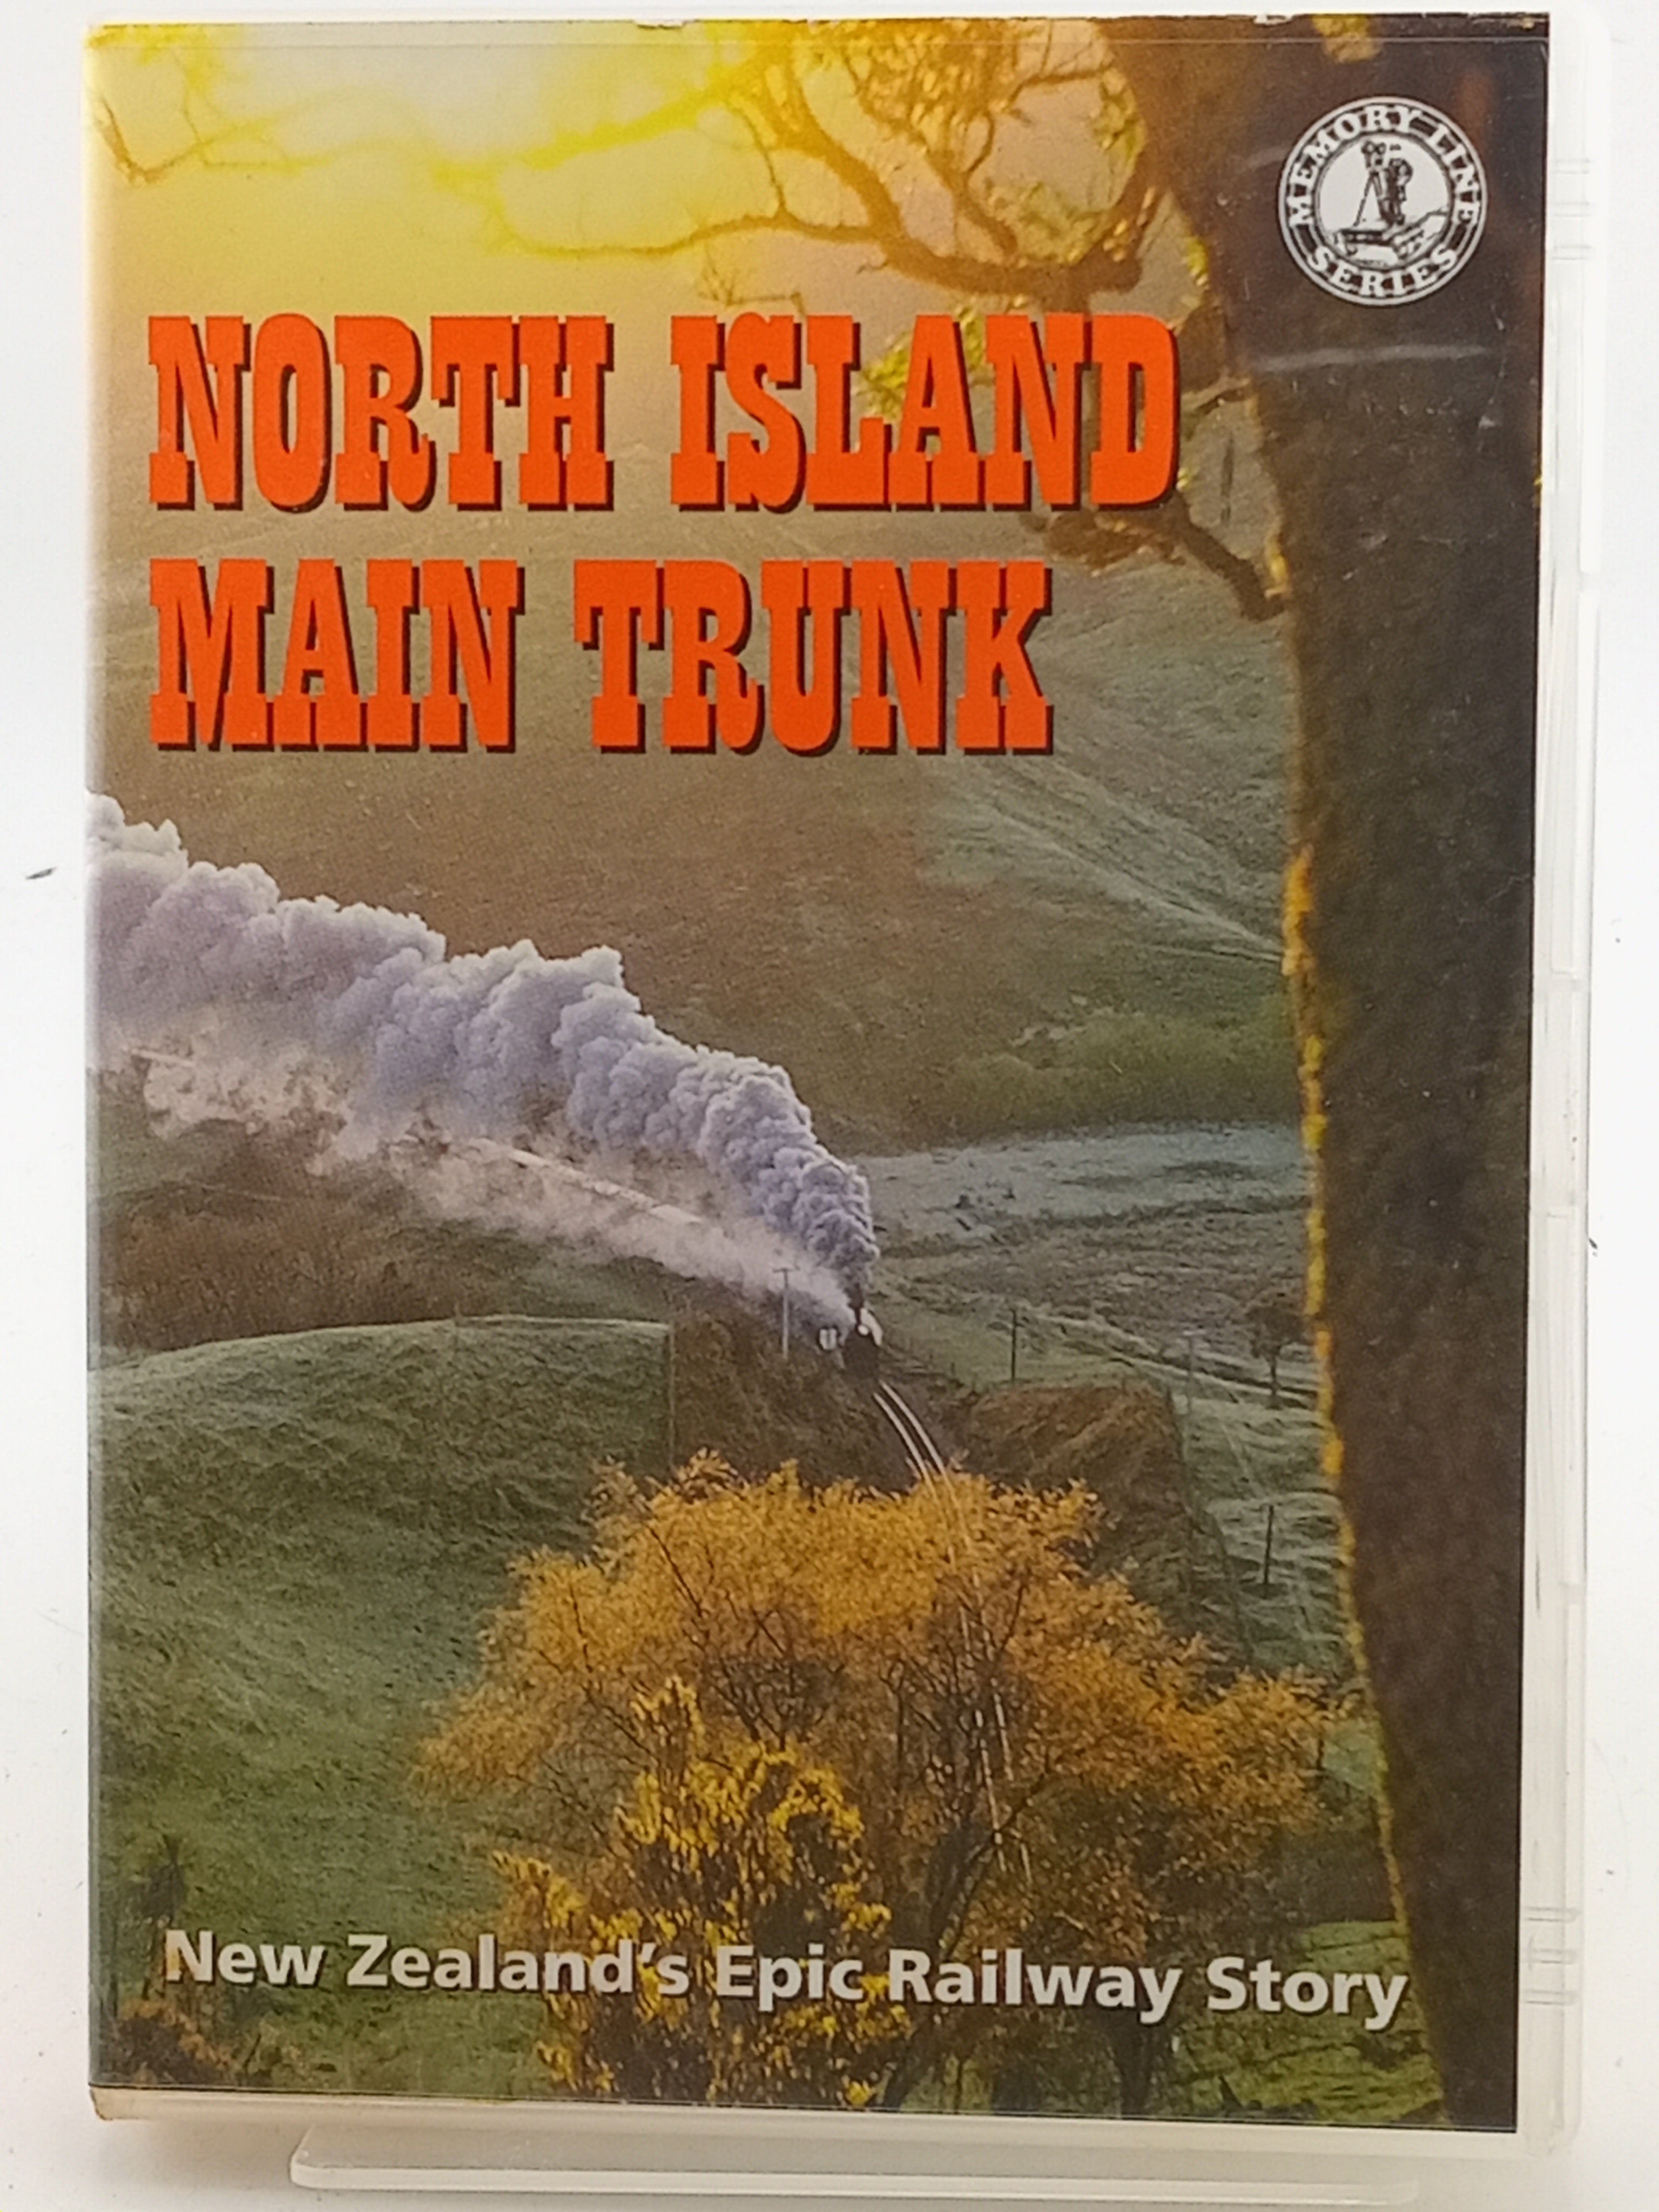 MEMORY LINE
SERIES
NORTH ISLAND
MAIN TRUNK
New Zealand's Epic Railway Story